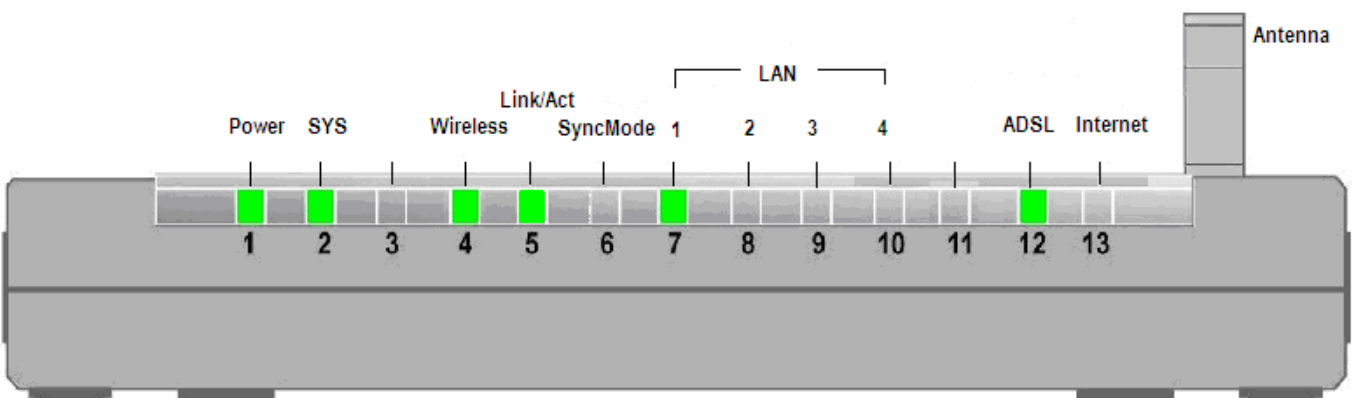 Antenna
LAN
Link/Act
Power SYS Wireless SyncMode 1 2 3 4 ADSL Internet
1 2 3 4 5 6 7 8 9 10 11 12 13